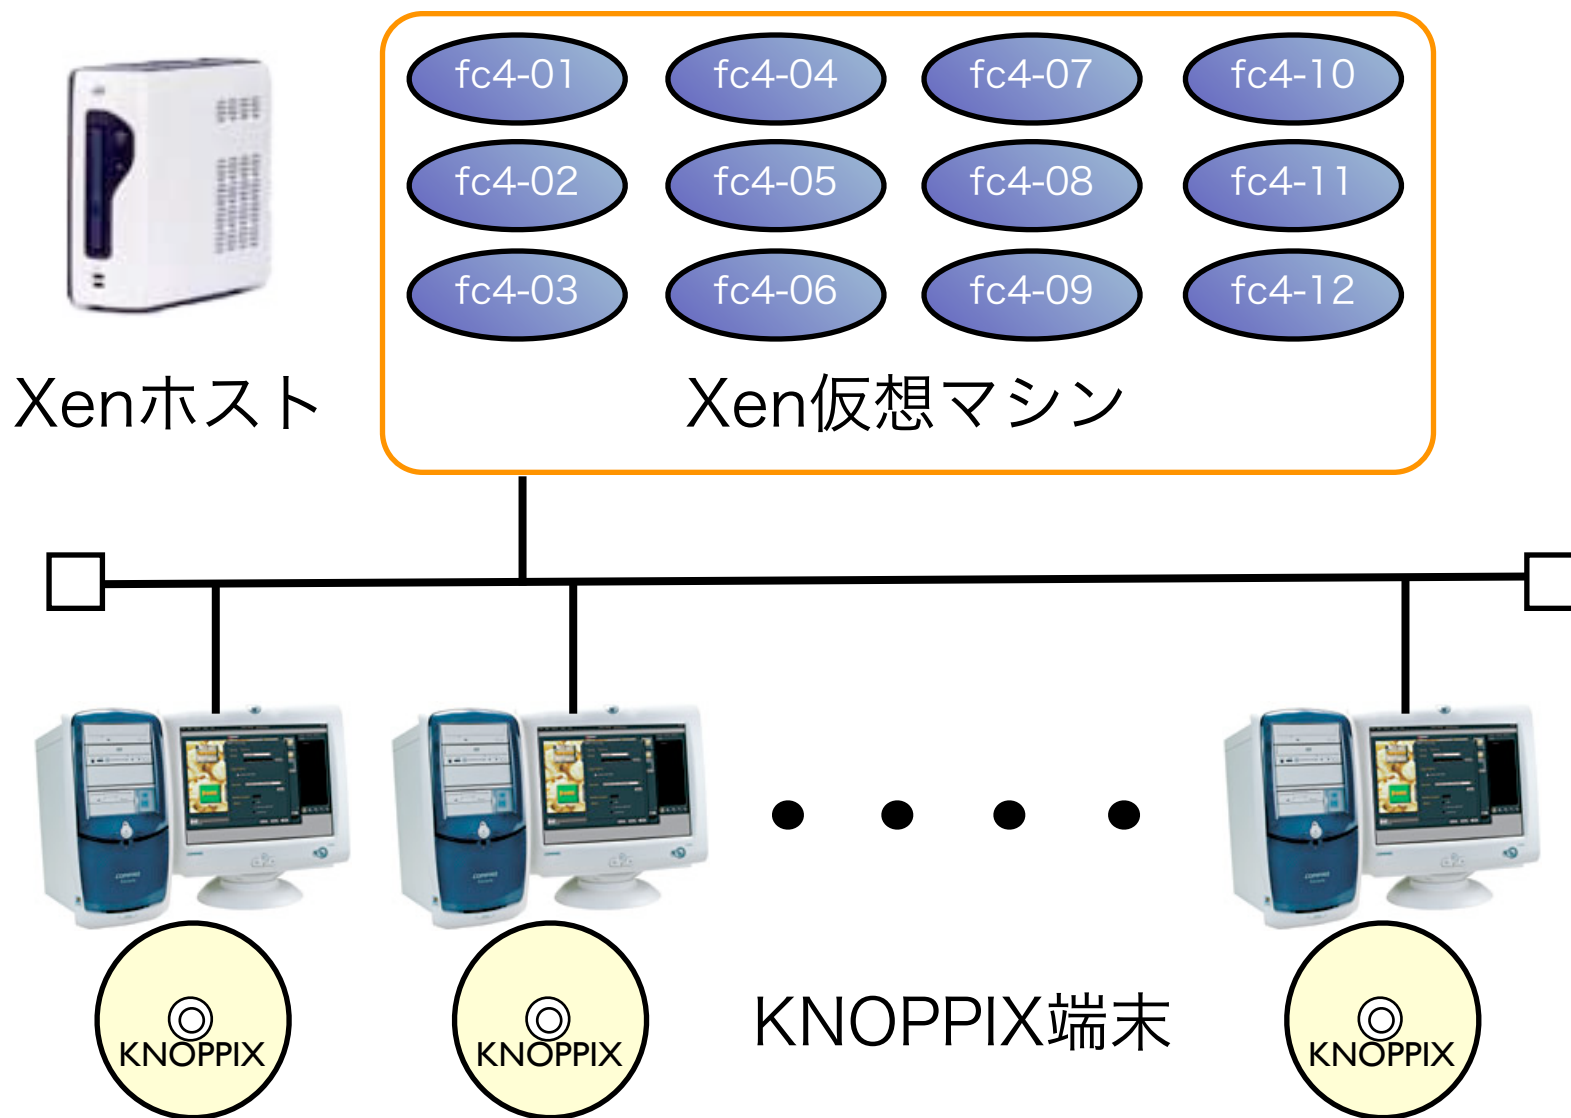 fc4-01
fc4-04
fc4-07
fc4-10
fc4-02
fc4-05
fc4-08
fc4-11
fc4-03
fc4-06
fc4-09
fc4-12
Xenホスト
Xen仮想マシン
KNOPPIX端末
KNOPPIX
KNOPPIX
KNOPPIX